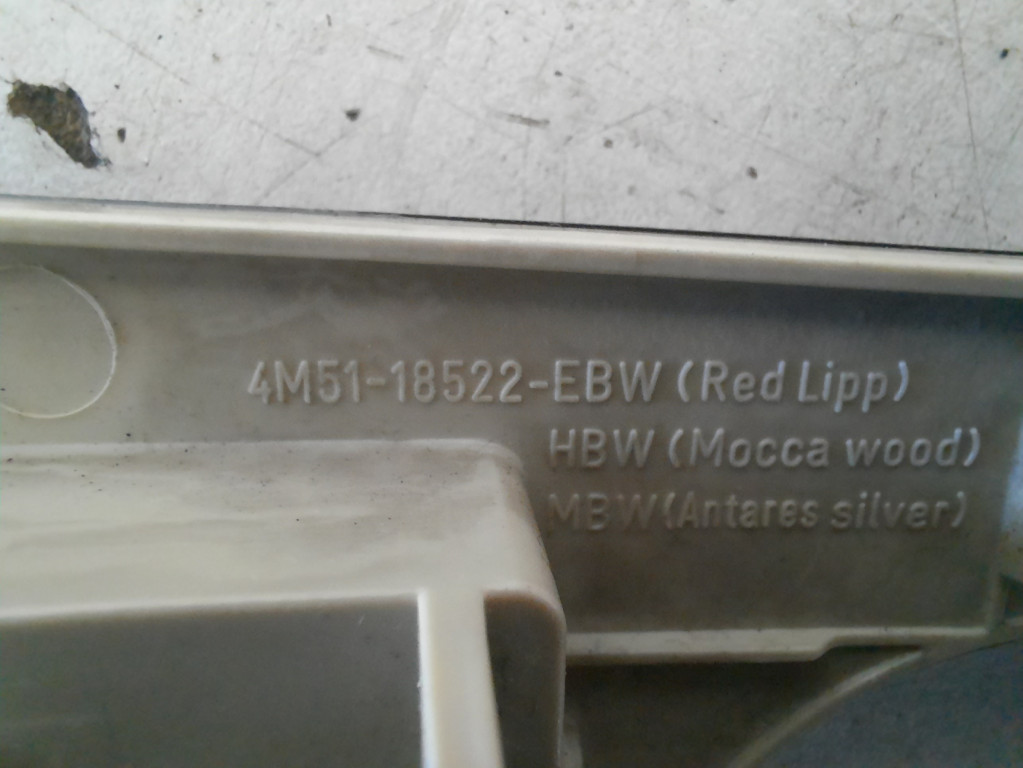 4M51-18522-EBW (Red Lipp)
HBW (Mocca wood)
MBW (Antares silver)